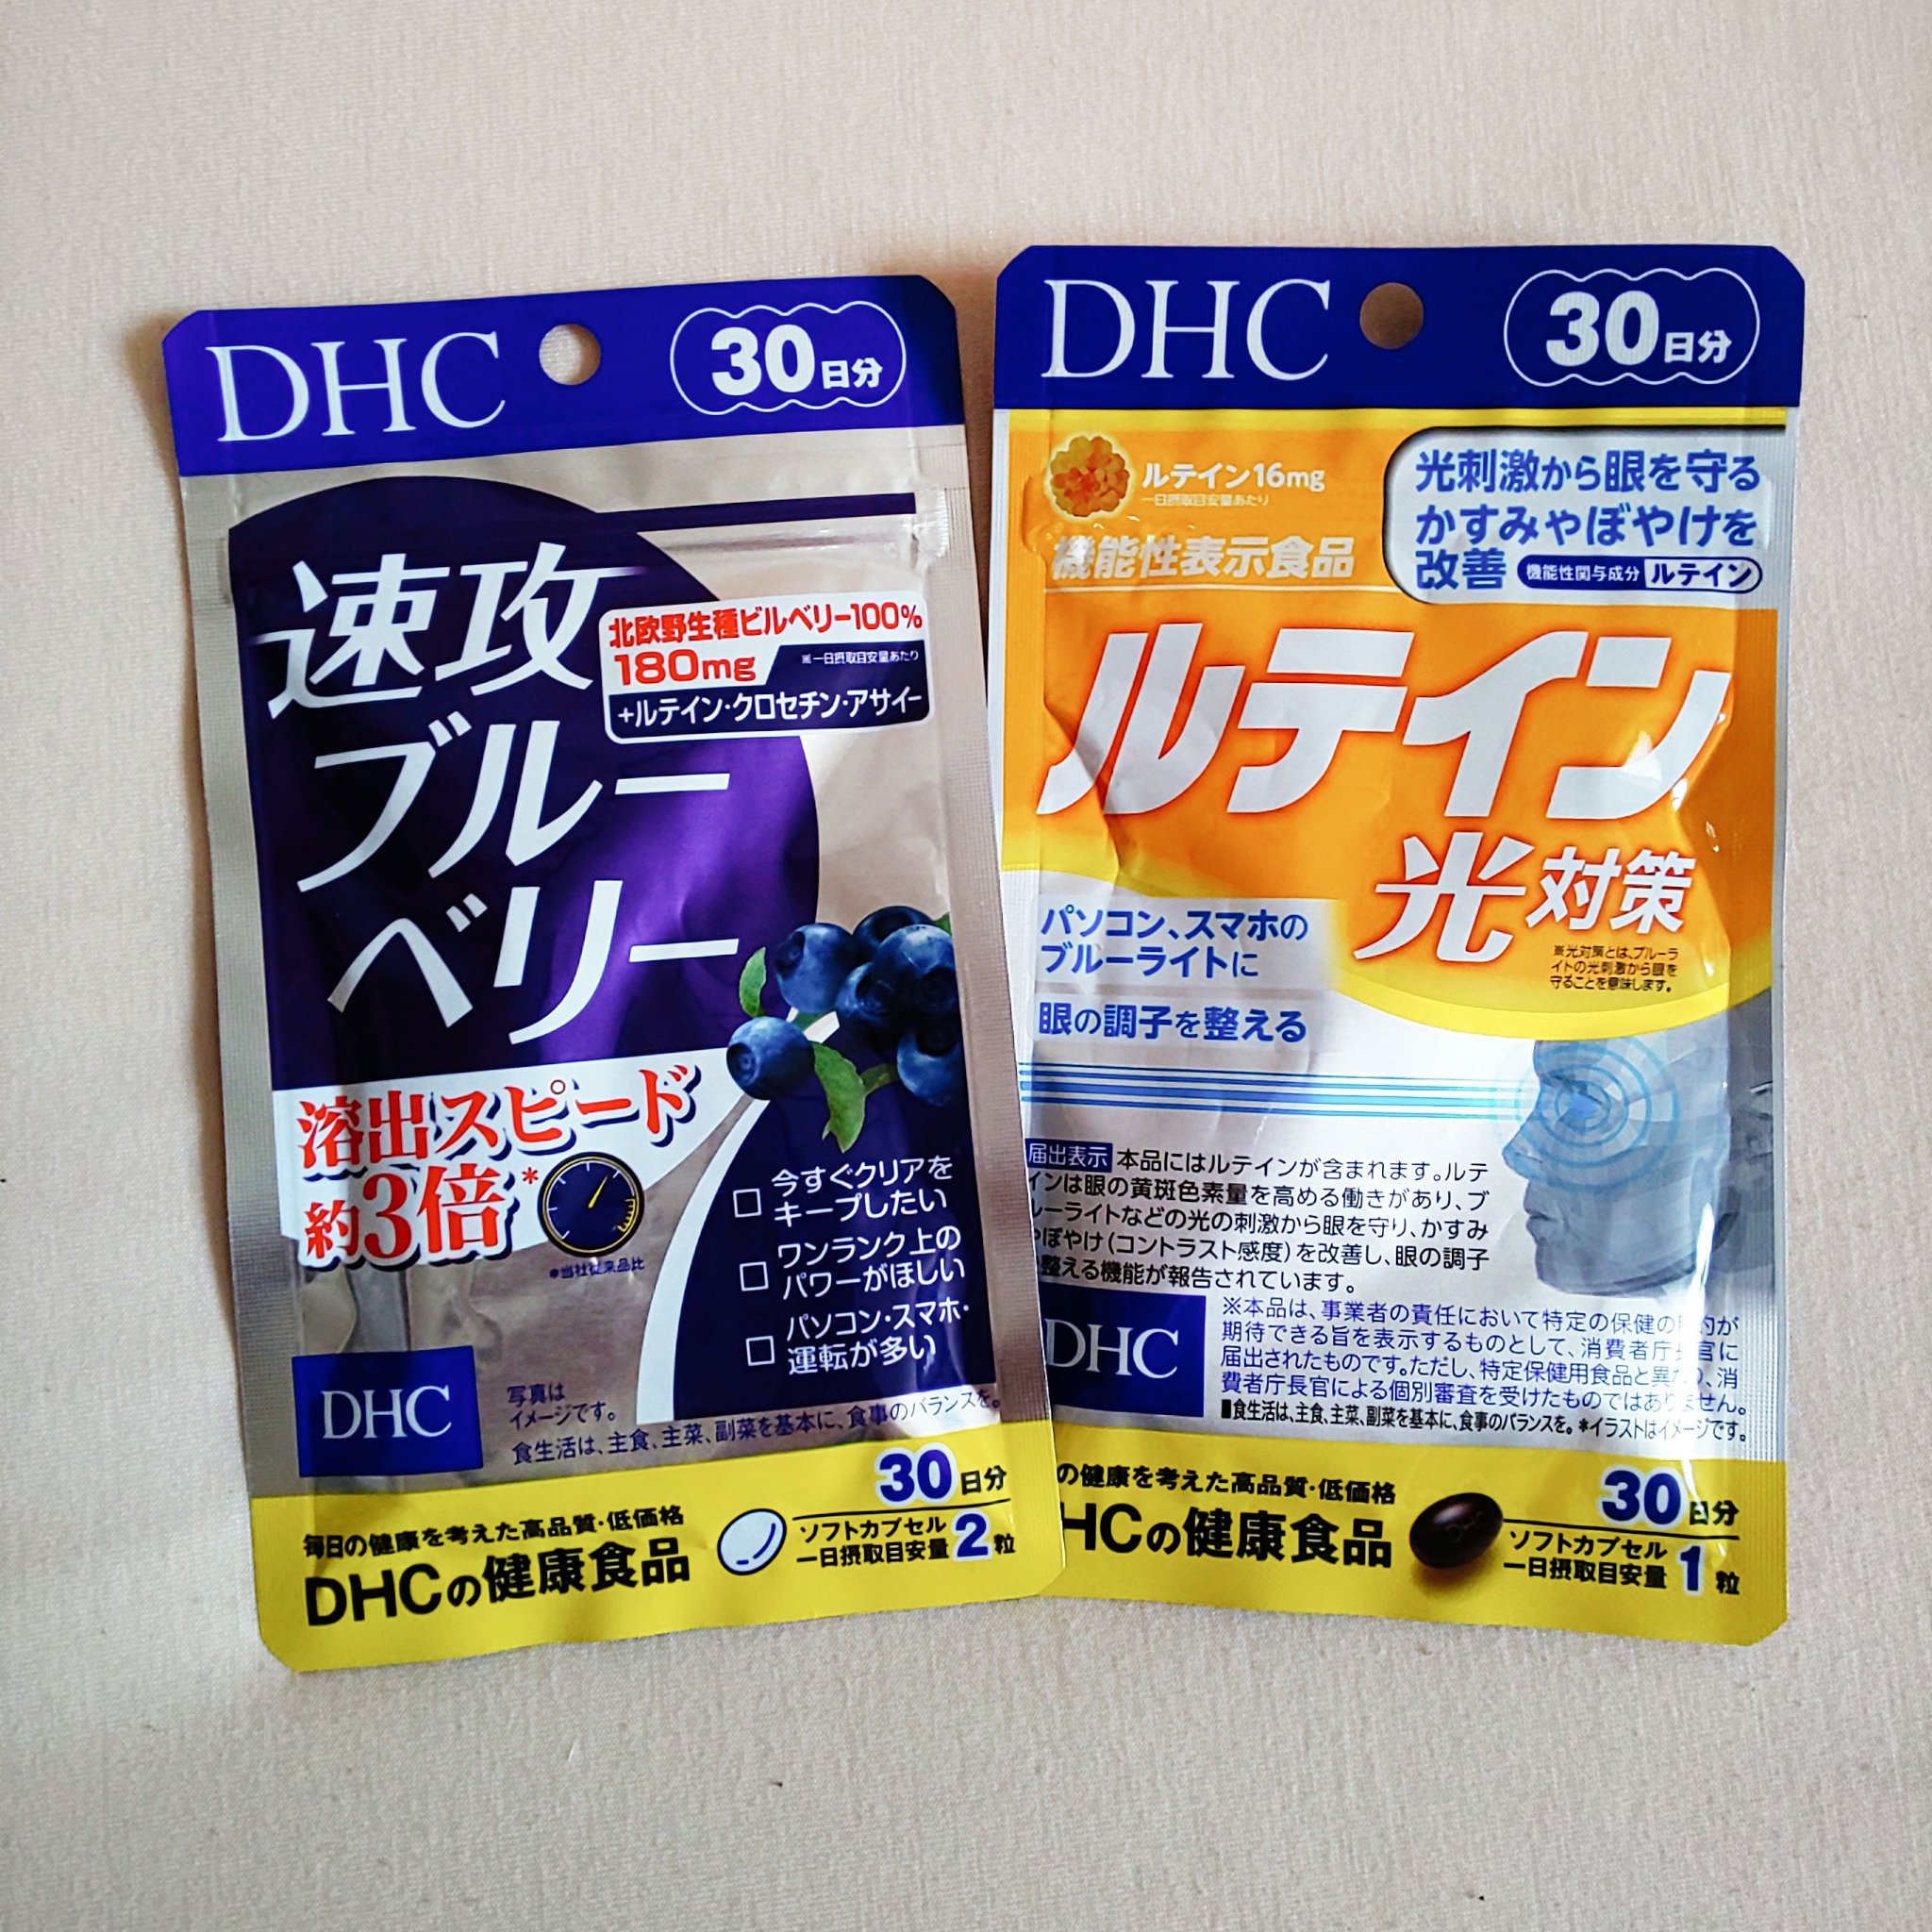 DHC
30日分
速攻
ブルー
ベリー
北欧野生種ビルベリー100%
180mg ※一日摂取目安量あたり
+ルテイン・クロセチン・アサイー
溶出スピード
約3倍*
*当社従来品比
□ 今すぐクリアを
キープしたい
□ ワンランク上の
パワーがほしい
□ パソコン・スマホ・
運転が多い
DHC
写真は
イメージです。
食生活は、主食、主菜、副菜を基本に、食事のバランスを。
毎日の健康を考えた高品質・低価格
DHCの健康食品
30日分
ソフトカプセル
一日摂取目安量 2粒
DHC
30日分
ルテイン16mg
一日摂取目安量あたり
機能性表示食品
光刺激から眼を守る
かすみやぼやけを
改善 機能性関与成分 ルテイン
ルテイン
光対策
※光対策とは、ブルーラ
イトの光刺激から眼を
守ることを意味します。
パソコン、スマホの
ブルーライトに
眼の調子を整える
届出表示 本品にはルテインが含まれます。ルテ
インは眼の黄斑色素量を高める働きがあり、ブ
ルーライトなどの光の刺激から眼を守り、かすみ
やぼやけ(コントラスト感度)を改善し、眼の調子
整える機能が報告されています。
DHC
※本品は、事業者の責任において特定の保健の目的が
期待できる旨を表示するものとして、消費者庁長官に
届出されたものです。ただし、特定保健用食品と異なり、消
費者庁長官による個別審査を受けたものではありません。
■食生活は、主食、主菜、副菜を基本に、食事のバランスを。*イラストはイメージです。
の健康を考えた高品質・低価格
HCの健康食品
DHC
30日分
ソフトカプセル
一日摂取目安量 1粒